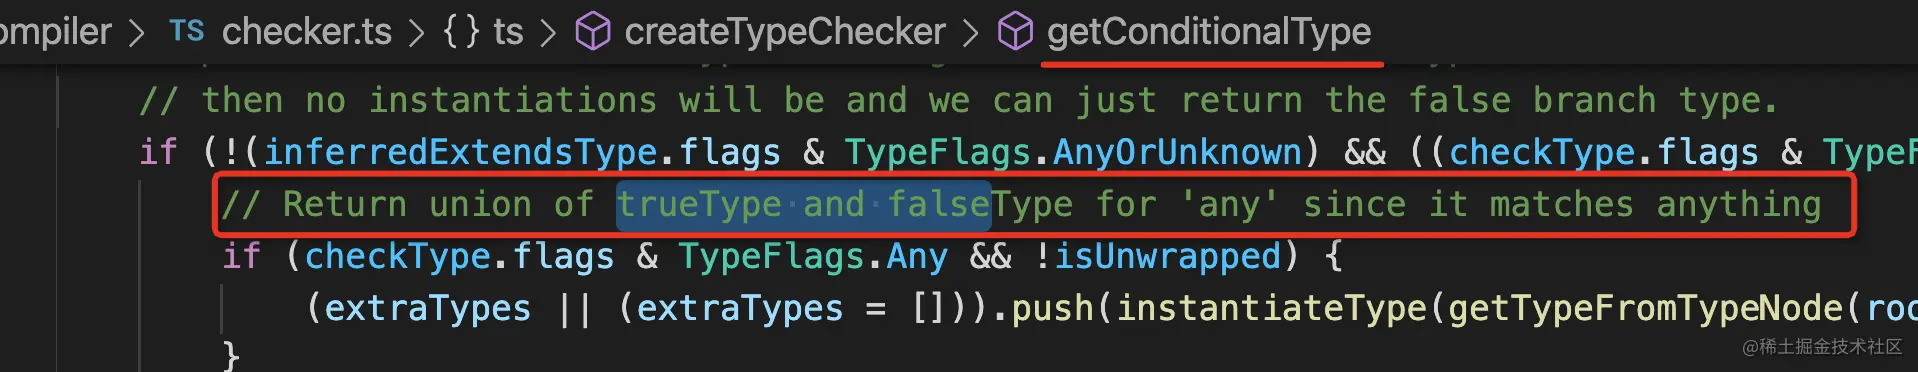 ompiler > TS checker.ts > {} ts > createTypeChecker > getConditionalType
// then no instantiations will be and we can just return the false branch type.
if (!(inferredExtendsType.flags & TypeFlags.AnyOrUnknown) && ((checkType.flags & TypeF
// Return union of trueType and falseType for 'any' since it matches anything
if (checkType.flags & TypeFlags.Any && !isUnwrapped) {
(extraTypes || (extraTypes = [])).push(instantiateType(getTypeFromTypeNode(roo
}
@稀土掘金技术社区